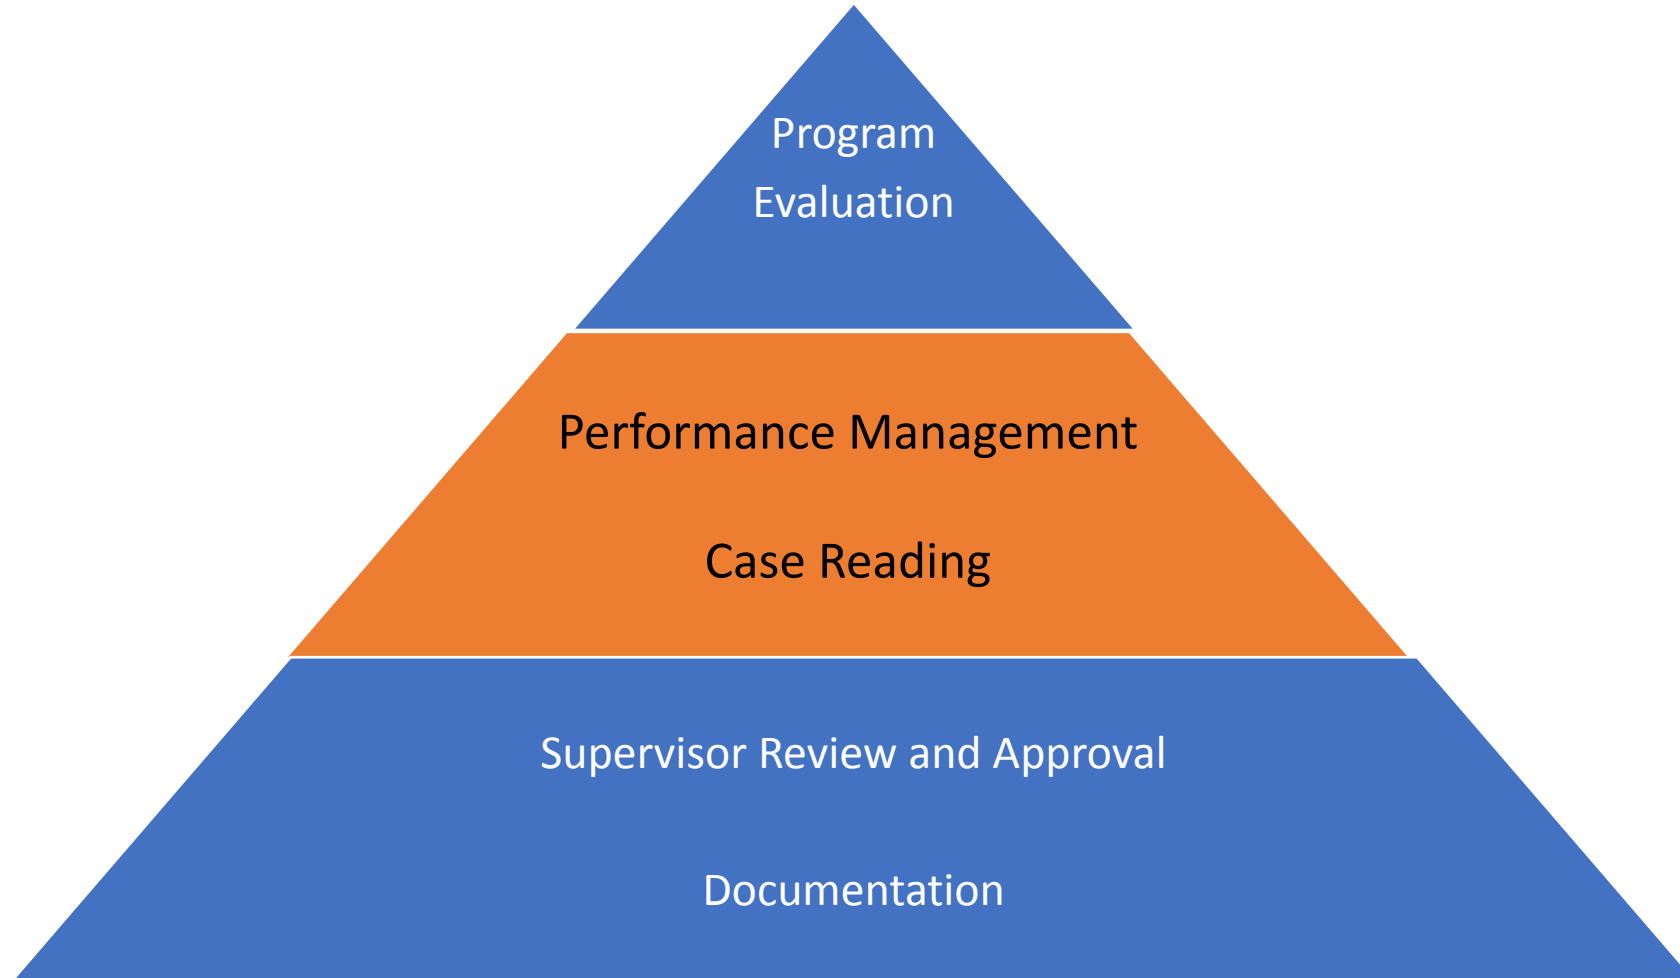 Program
Evaluation
Performance Management
Case Reading
Supervisor Review and Approval
Documentation